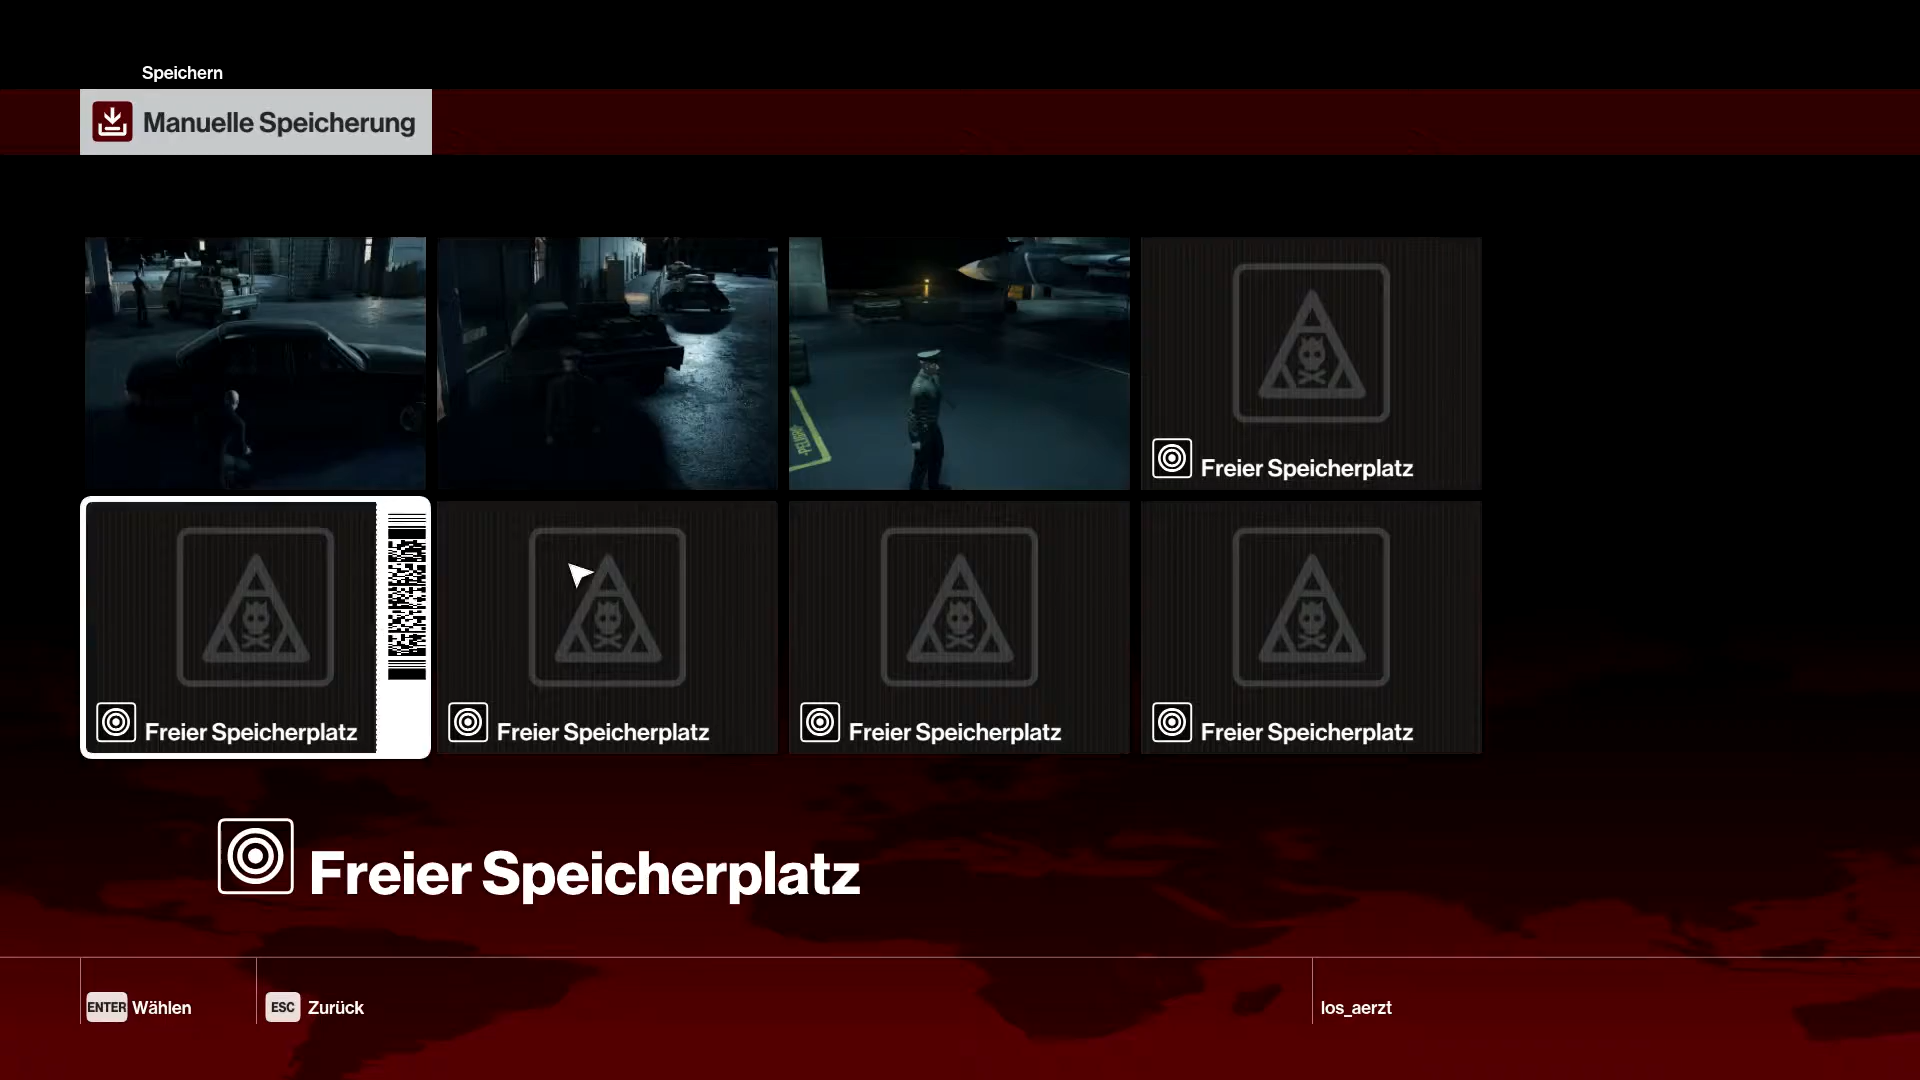 Speichern
Manuelle Speicherung
Freier Speicherplatz
Freier Speicherplatz
Freier Speicherplatz
Freier Speicherplatz
Freier Speicherplatz
Freier Speicherplatz
ENTER Wählen
ESC Zurück
los_aerzt